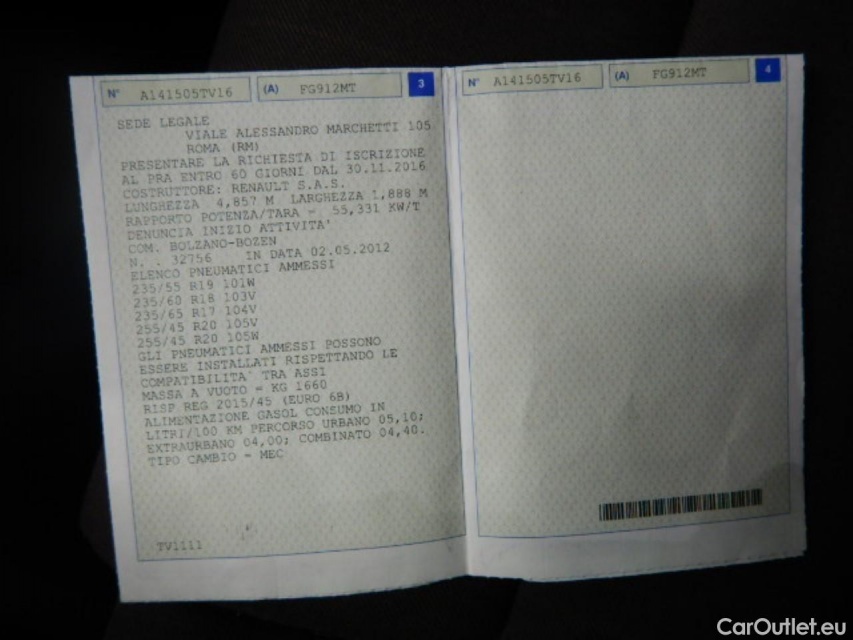 N° A141505TV16 (A) FG912MT 3
SEDE LEGALE
VIALE ALESSANDRO MARCHETTI 105
ROMA (RM)
PRESENTARE LA RICHIESTA DI ISCRIZIONE
AL PRA ENTRO 60 GIORNI DAL 30.11.2016
COSTRUTTORE: RENAULT S.A.S.
LUNGHEZZA 4,857 M LARGHEZZA 1,888 M
RAPPORTO POTENZA/TARA = 55,331 KW/T
DENUNCIA INIZIO ATTIVITA'
COM. BOLZANO-BOZEN
N. . 32756 IN DATA 02.05.2012
ELENCO PNEUMATICI AMMESSI
235/55 R19 101W
235/60 R18 103V
235/65 R17 104V
255/45 R20 105V
255/45 R20 105W
GLI PNEUMATICI AMMESSI POSSONO
ESSERE INSTALLATI RISPETTANDO LE
COMPATIBILITA' TRA ASSI
MASSA A VUOTO = KG 1660
RISP REG 2015/45 (EURO 6B)
ALIMENTAZIONE GASOL CONSUMO IN
LITRI/100 KM PERCORSO URBANO 05,10;
EXTRAURBANO 04,00; COMBINATO 04,40.
TIPO CAMBIO = MEC
TV1111
N° A141505TV16 (A) FG912MT 4
CarOutlet.eu